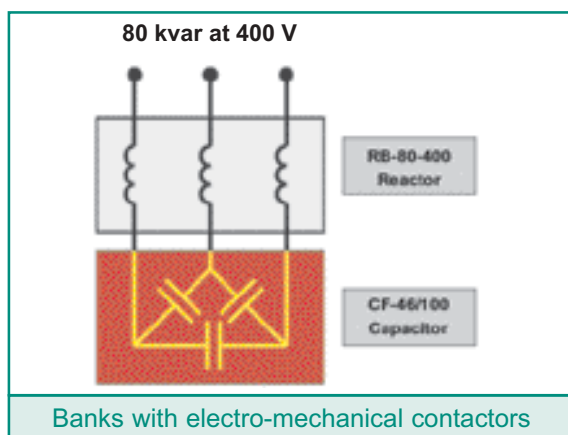 80 kvar at 400 V
RB-80-400
Reactor
CF-46/100
Capacitor
Banks with electro-mechanical contactors